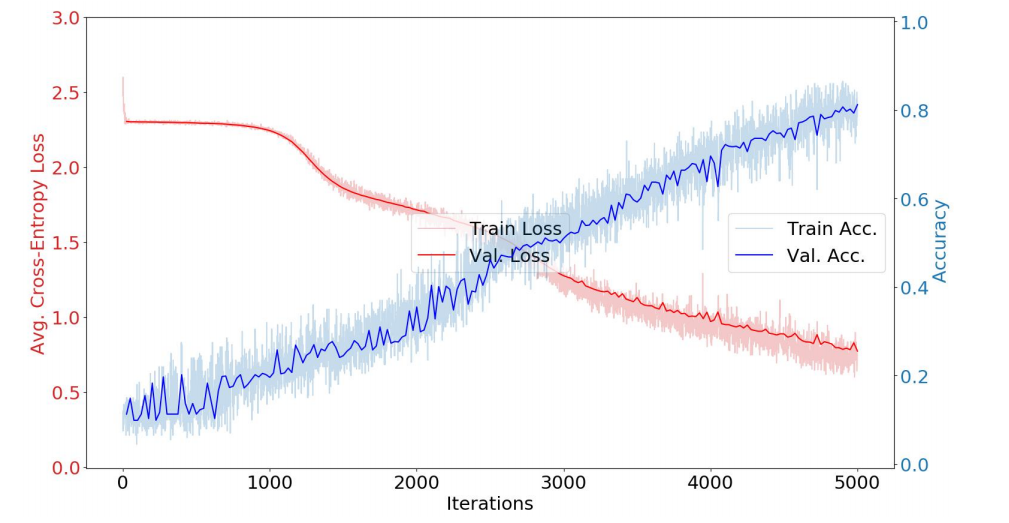 3.0
2.5
2.0
1.5
1.0
0.5
0.0
Avg. Cross-Entropy Loss
1.0
0.8
0.6
0.4
0.2
0.0
Accuracy
Train Loss
Val. Loss
Train Acc.
Val. Acc.
0 1000 2000 3000 4000 5000
Iterations